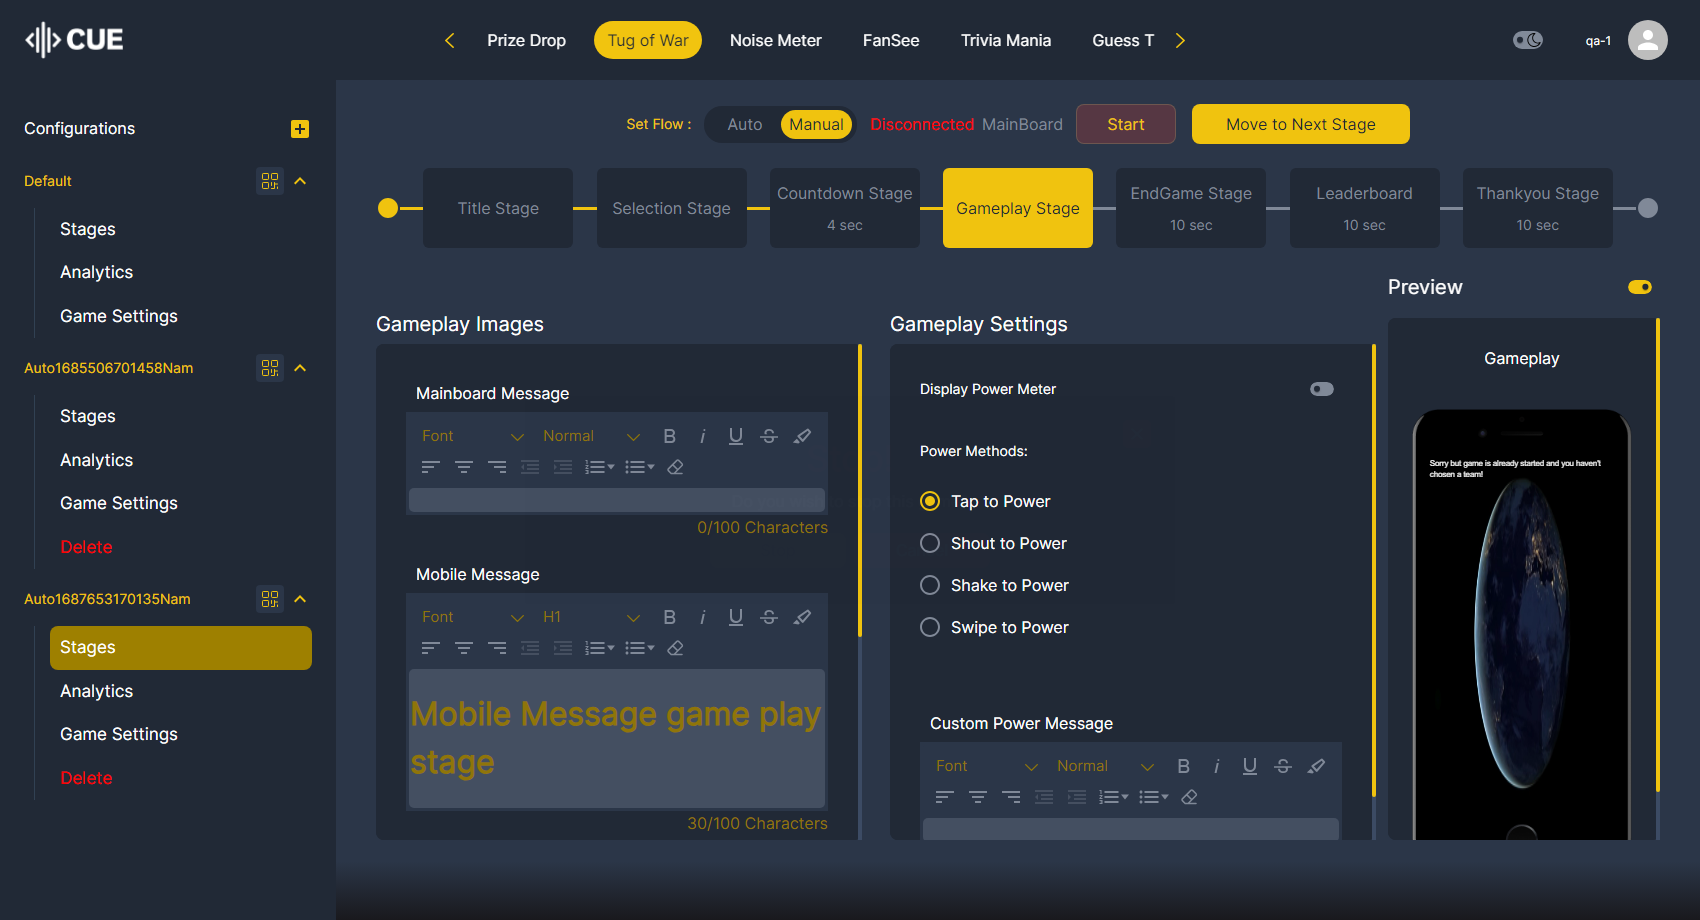 CUE
Prize Drop
Tug of War
Noise Meter
FanSee
Trivia Mania
Guess T
qa-1
Configurations
Default
Stages
Analytics
Game Settings
Auto1685506701458Nam
Stages
Analytics
Game Settings
Delete
Auto1687653170135Nam
Stages
Analytics
Game Settings
Delete
Set Flow :
Auto
Manual
Disconnected MainBoard
Start
Move to Next Stage
Title Stage
Selection Stage
Countdown Stage
4 sec
Gameplay Stage
EndGame Stage
10 sec
Leaderboard
10 sec
Thankyou Stage
10 sec
Gameplay Images
Mainboard Message
Font
Normal
0/100 Characters
Mobile Message
Font
H1
Mobile Message game play
stage
30/100 Characters
Gameplay Settings
Display Power Meter
Power Methods:
Tap to Power
Shout to Power
Shake to Power
Swipe to Power
Custom Power Message
Font
Normal
Preview
Gameplay
Sorry but game is already started and you haven't
chosen a team!